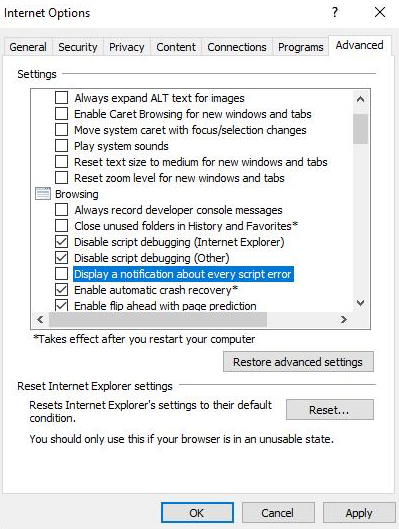 Internet Options
General Security Privacy Content Connections Programs Advanced
Settings
Always expand ALT text for images
Enable Caret Browsing for new windows and tabs
Move system caret with focus/selection changes
Play system sounds
Reset text size to medium for new windows and tabs
Reset zoom level for new windows and tabs
Browsing
Always record developer console messages
Close unused folders in History and Favorites*
Disable script debugging (Internet Explorer)
Disable script debugging (Other)
Display a notification about every script error
Enable automatic crash recovery*
Enable flip ahead with page prediction
*Takes effect after you restart your computer
Restore advanced settings
Reset Internet Explorer settings
Resets Internet Explorer's settings to their default
condition.
Reset...
You should only use this if your browser is in an unusable state.
OK Cancel Apply